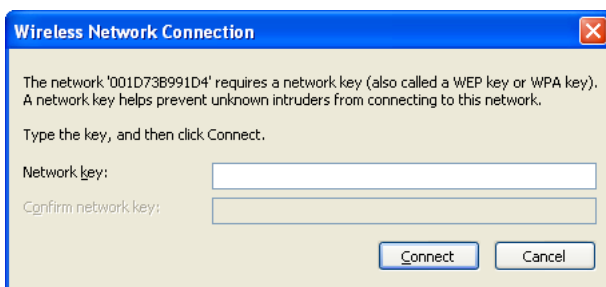 Wireless Network Connection
The network '001D73B991D4' requires a network key (also called a WEP key or WPA key).
A network key helps prevent unknown intruders from connecting to this network.
Type the key, and then click Connect.
Network key:
Confirm network key:
Connect Cancel